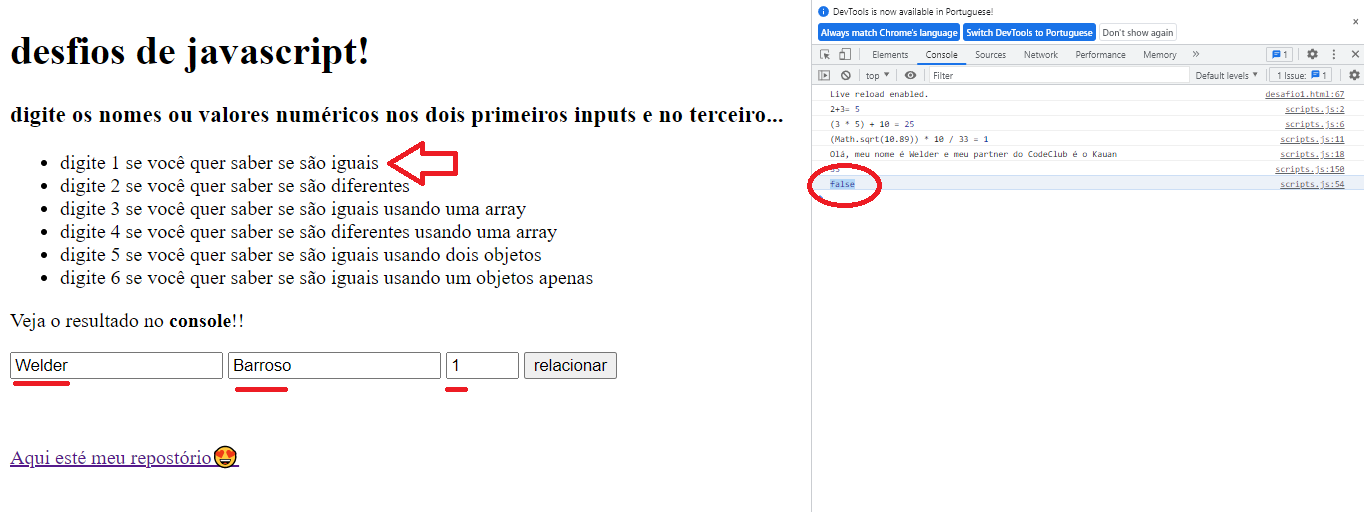 desfios de javascript!
digite os nomes ou valores numéricos nos dois primeiros inputs e no terceiro...
digite 1 se você quer saber se são iguais
digite 2 se você quer saber se são diferentes
digite 3 se você quer saber se são iguais usando uma array
digite 4 se você quer saber se são diferentes usando uma array
digite 5 se você quer saber se são iguais usando dois objetos
digite 6 se você quer saber se são iguais usando um objetos apenas
Veja o resultado no console!!
Welder Barroso 1 relacionar
Aqui esté meu repostório😍
DevTools is now available in Portuguese!
Always match Chrome's language Switch DevTools to Portuguese Don't show again
Elements Console Sources Network Performance Memory » 1
top Filter Default levels 1 Issue: 1
Live reload enabled. desafio1.html:67
2+3= 5 scripts.js:2
(3 * 5) + 10 = 25 scripts.js:6
(Math.sqrt(10.89)) * 10 / 33 = 1 scripts.js:11
Olá, meu nome é Welder e meu partner do CodeClub é o Kauan scripts.js:18
scripts.js:150
false scripts.js:54